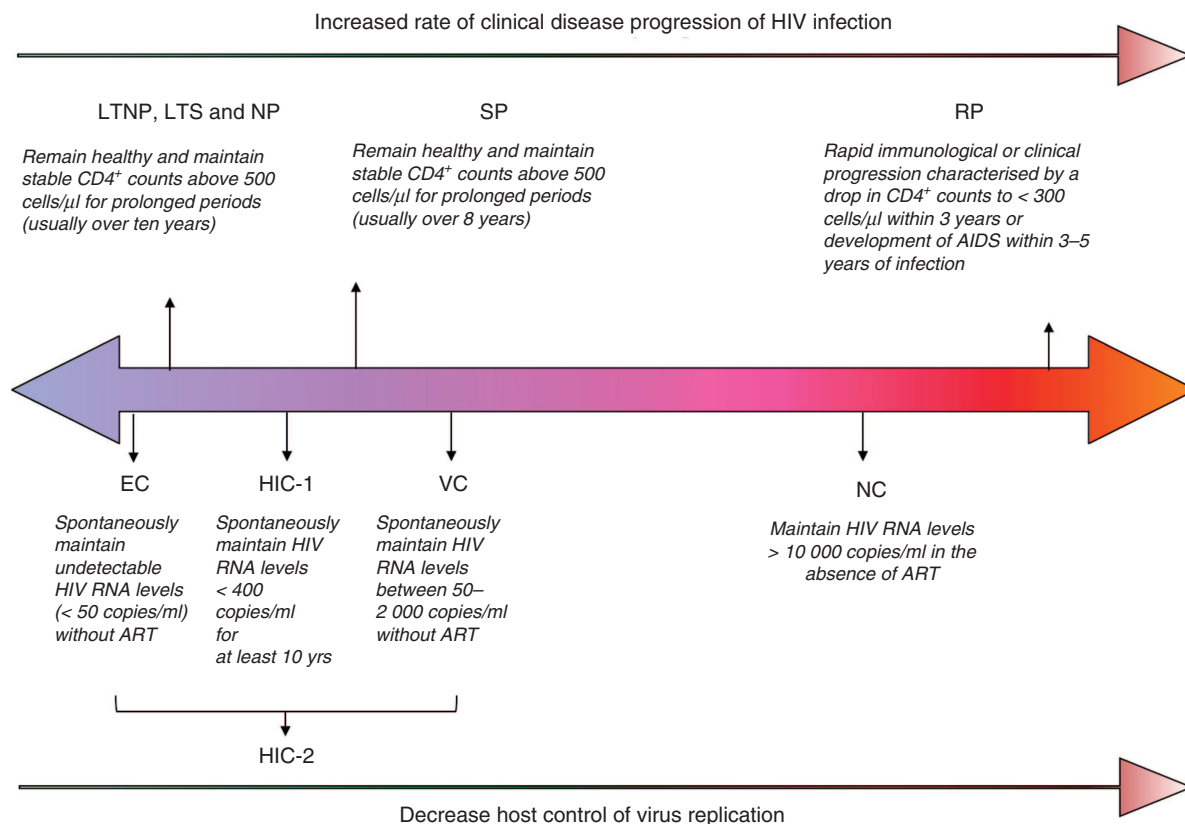 Increased rate of clinical disease progression of HIV infection
LTNP, LTS and NP
Remain healthy and maintain
stable CD4⁺ counts above 500
cells/μl for prolonged periods
(usually over ten years)
SP
Remain healthy and maintain
stable CD4⁺ counts above 500
cells/μl for prolonged periods
(usually over 8 years)
RP
Rapid immunological or clinical
progression characterised by a
drop in CD4⁺ counts to < 300
cells/μl within 3 years or
development of AIDS within 3–5
years of infection
EC
Spontaneously
maintain
undetectable
HIV RNA levels
(< 50 copies/ml)
without ART
HIC-1
Spontaneously
maintain HIV
RNA levels
< 400
copies/ml
for
at least 10 yrs
VC
Spontaneously
maintain HIV
RNA levels
between 50–
2 000 copies/ml
without ART
NC
Maintain HIV RNA levels
> 10 000 copies/ml in the
absence of ART
HIC-2
Decrease host control of virus replication